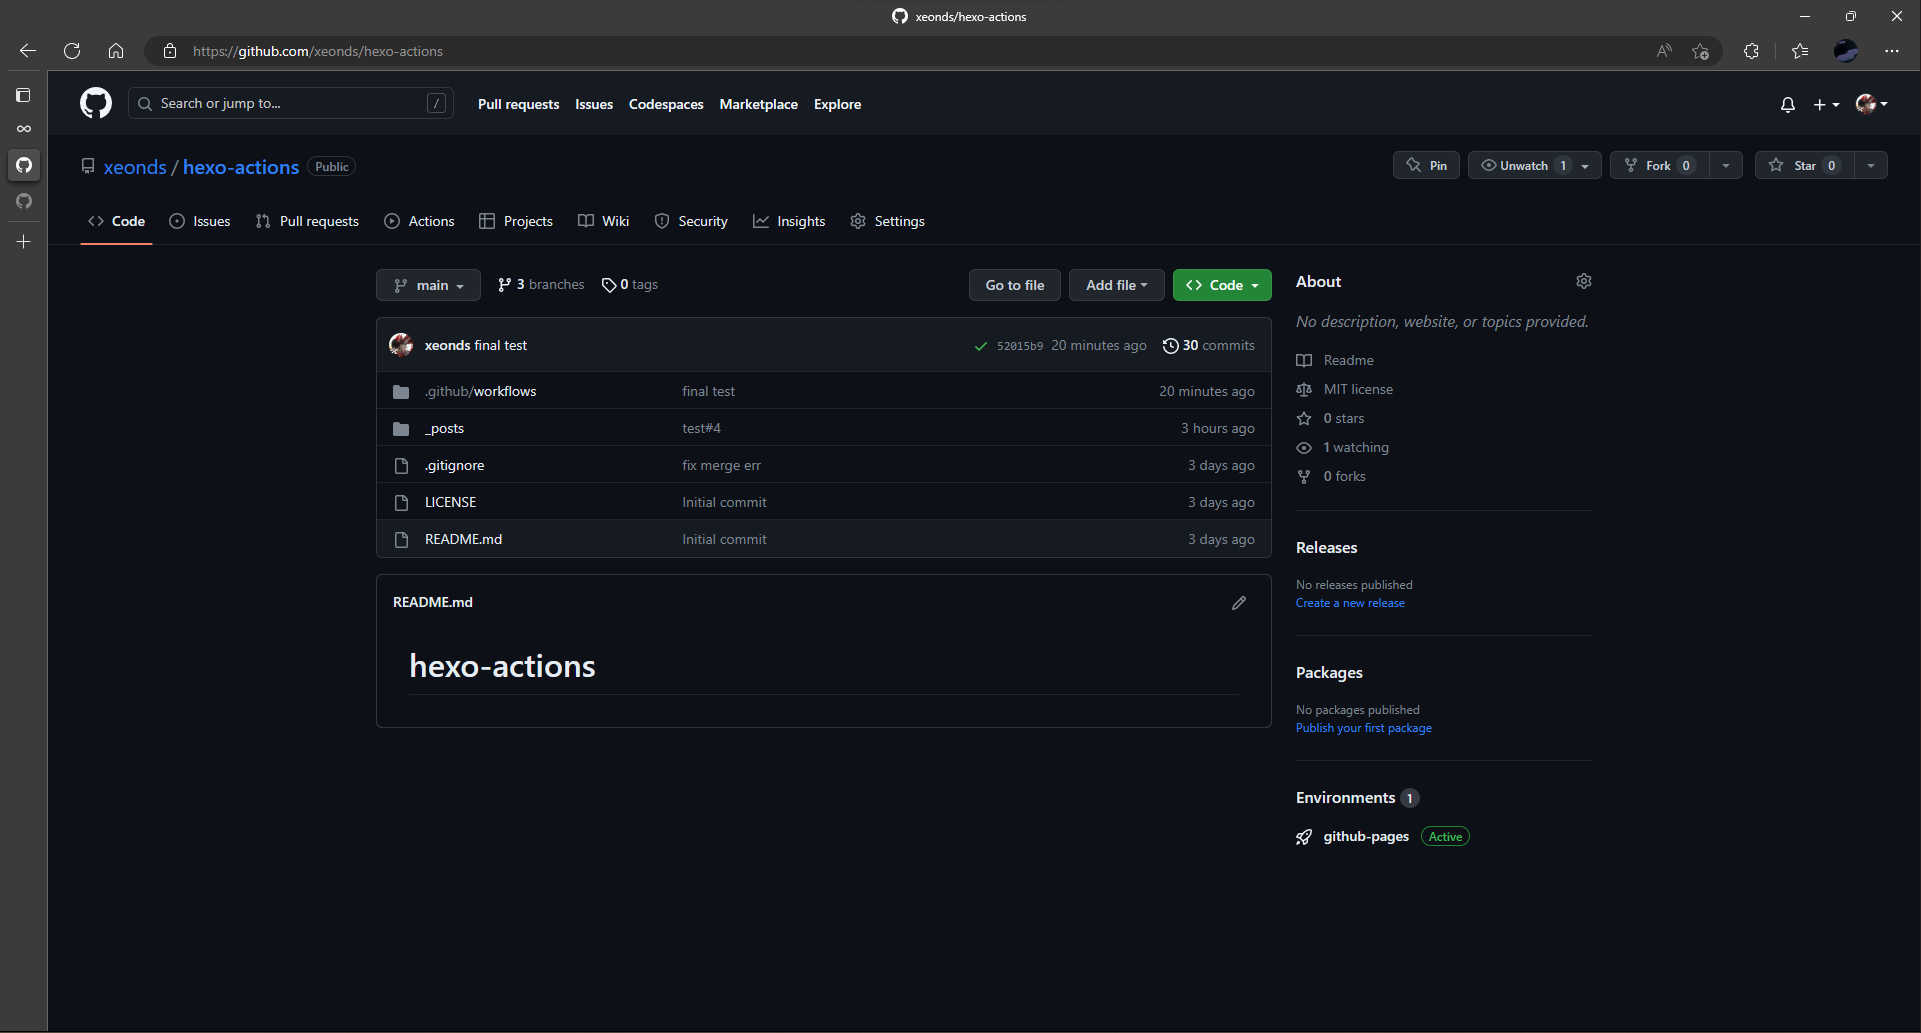 xeonds/hexo-actions
https://github.com/xeonds/hexo-actions
Search or jump to... /
Pull requests Issues Codespaces Marketplace Explore
xeonds / hexo-actions Public
Pin Unwatch 1 Fork 0 Star 0
Code Issues Pull requests Actions Projects Wiki Security Insights Settings
main 3 branches 0 tags Go to file Add file Code
xeonds final test 52015b9 20 minutes ago 30 commits
.github/workflows final test 20 minutes ago
_posts test#4 3 hours ago
.gitignore fix merge err 3 days ago
LICENSE Initial commit 3 days ago
README.md Initial commit 3 days ago
README.md
hexo-actions
About
No description, website, or topics provided.
Readme
MIT license
0 stars
1 watching
0 forks
Releases
No releases published
Create a new release
Packages
No packages published
Publish your first package
Environments 1
github-pages Active